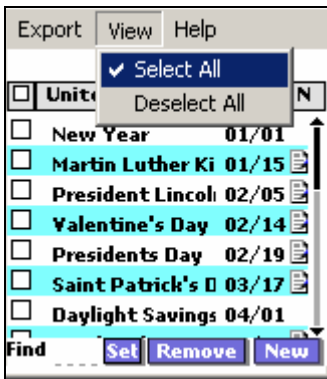 Export View Help
Select All
Deselect All
Unite N
New Year 01/01
Martin Luther Ki 01/15
President Lincol 02/05
Valentine's Day 02/14
Presidents Day 02/19
Saint Patrick's D 03/17
Daylight Savings 04/01
Find Set Remove New